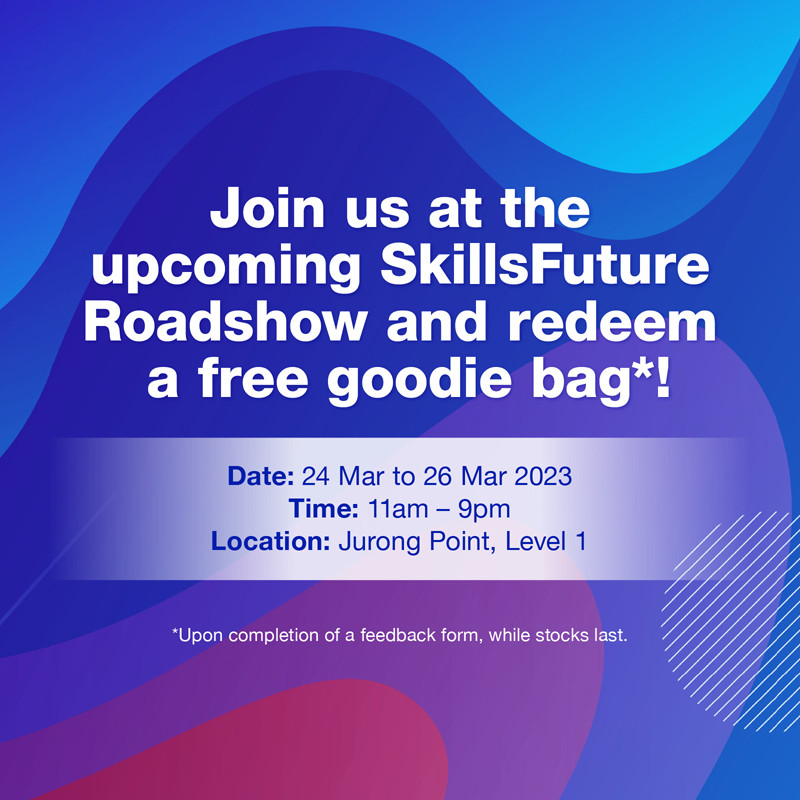 Join us at the
upcoming SkillsFuture
Roadshow and redeem
a free goodie bag*!
Date: 24 Mar to 26 Mar 2023
Time: 11am – 9pm
Location: Jurong Point, Level 1
*Upon completion of a feedback form, while stocks last.